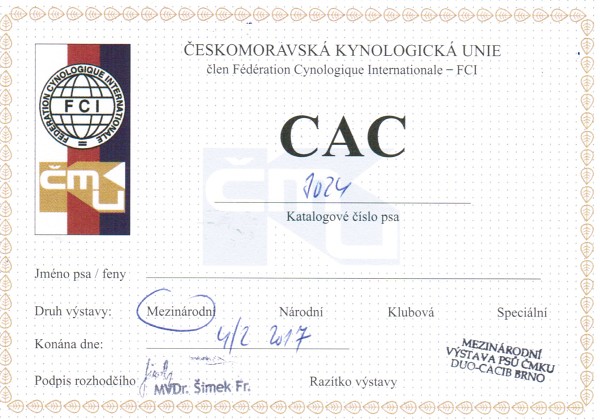 ČESKOMORAVSKÁ KYNOLOGICKÁ UNIE
člen Fédération Cynologique Internationale – FCI
FEDERATION CYNOLOGIQUE INTERNATIONALE
FCI
čmku
CAC
čmku
Katalogové číslo psa
Jméno psa / feny
Druh výstavy: Mezinárodní Národní Klubová Speciální
Konána dne: 4/2 2017
MEZINÁRODNÍ
VÝSTAVA PSŮ ČMKU
DUO-CACIB BRNO
Podpis rozhodčího MVDr. Šimek Fr. Razítko výstavy